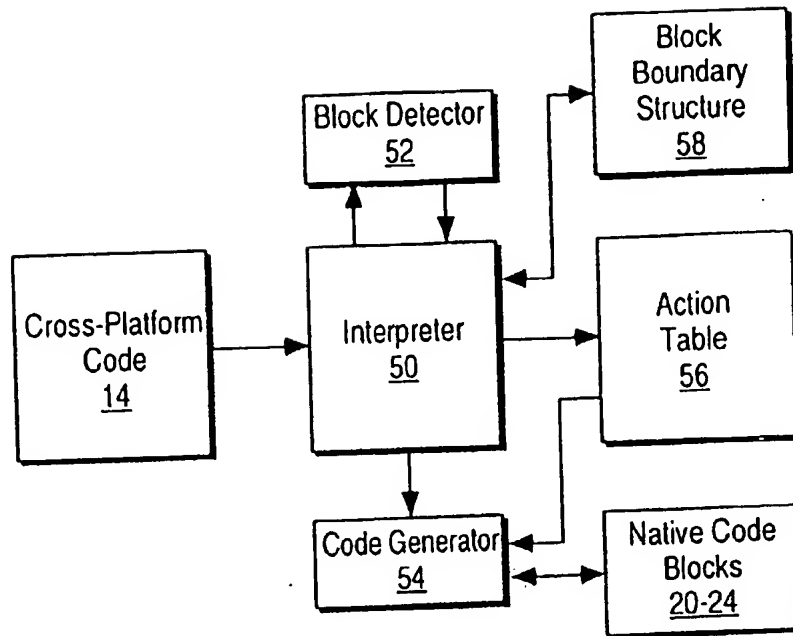 Block
Boundary
Structure
58
Block Detector
52
Cross-Platform
Code
14
Interpreter
50
Action
Table
56
Code Generator
54
Native Code
Blocks
20-24